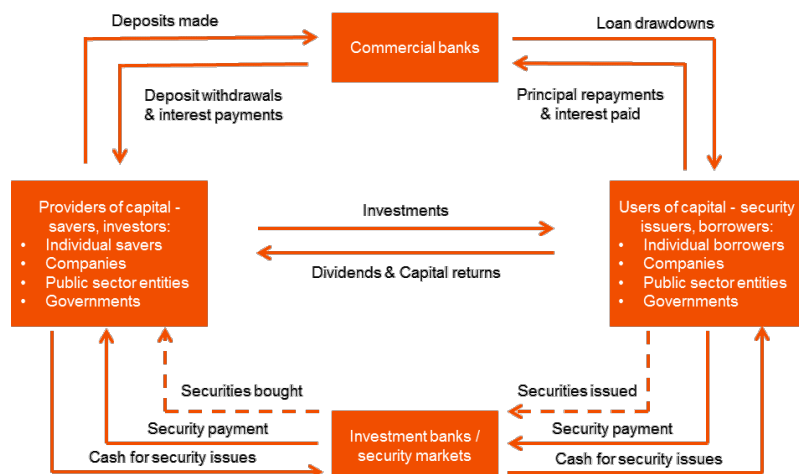 Deposits made
Commercial banks
Loan drawdowns
Deposit withdrawals
& interest payments
Principal repayments
& interest paid
Providers of capital -
savers, investors:
• Individual savers
• Companies
• Public sector entities
• Governments
Investments
Dividends & Capital returns
Users of capital - security
issuers, borrowers:
• Individual borrowers
• Companies
• Public sector entities
• Governments
Securities bought
Securities issued
Security payment
Investment banks /
security markets
Security payment
Cash for security issues
Cash for security issues